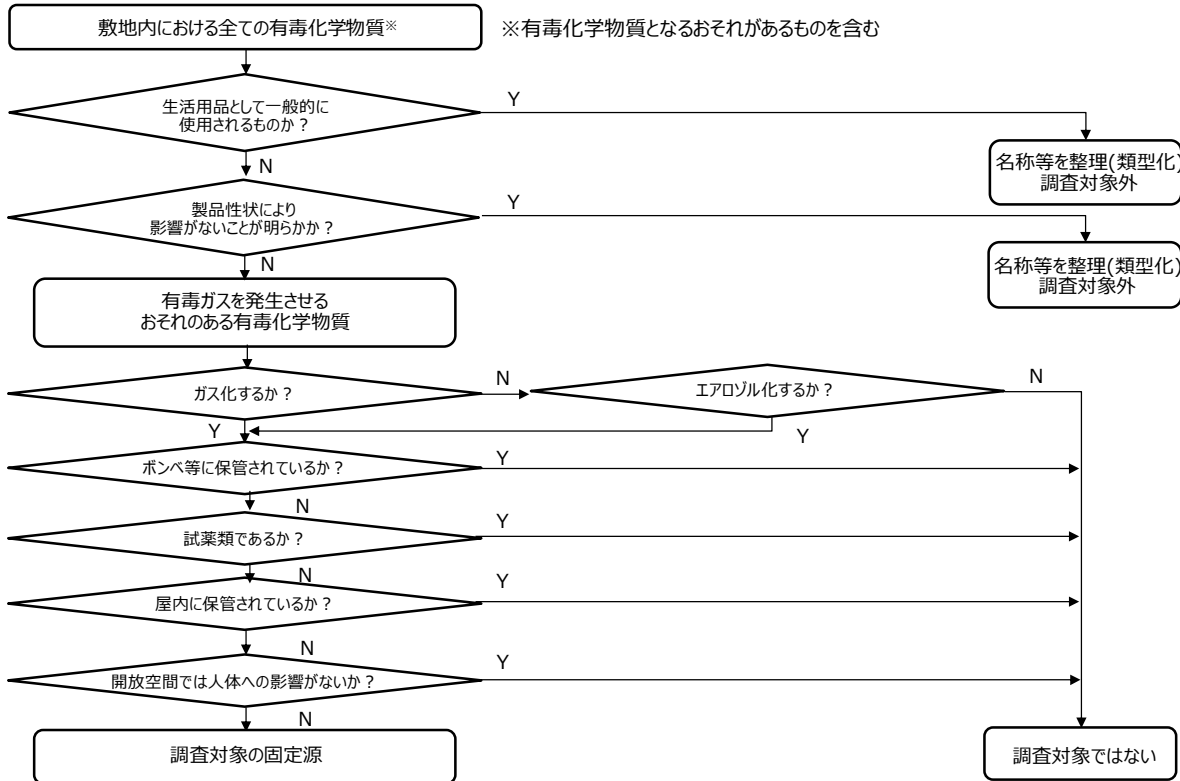 敷地内における全ての有毒化学物質※
※有毒化学物質となるおそれがあるものを含む
生活用品として一般的に
使用されるものか？
Y
N
名称等を整理(類型化)
調査対象外
製品性状により
影響がないことが明らかか？
Y
N
名称等を整理(類型化)
調査対象外
有毒ガスを発生させる
おそれのある有毒化学物質
ガス化するか？
N
エアロゾル化するか？
N
Y
Y
ボンベ等に保管されているか？
Y
N
試薬類であるか？
Y
N
屋内に保管されているか？
Y
N
開放空間では人体への影響がないか？
Y
N
調査対象の固定源
調査対象ではない